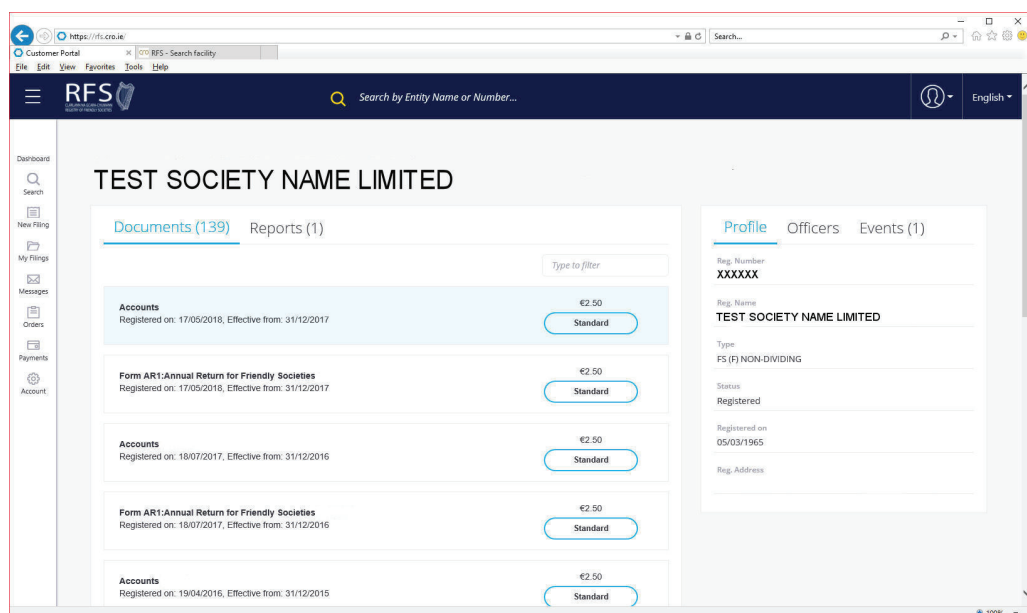 https://rfs.cro.ie/
Search...
Customer Portal
cro RFS - Search facility
File Edit View Favorites Tools Help
RFS
Search by Entity Name or Number...
English
Dashboard
Search
New Filing
My Filings
Messages
Orders
Payments
Account
TEST SOCIETY NAME LIMITED
Documents (139) Reports (1)
Type to filter
Accounts
Registered on: 17/05/2018, Effective from: 31/12/2017
€2.50
Standard
Form AR1:Annual Return for Friendly Societies
Registered on: 17/05/2018, Effective from: 31/12/2017
€2.50
Standard
Accounts
Registered on: 18/07/2017, Effective from: 31/12/2016
€2.50
Standard
Form AR1:Annual Return for Friendly Societies
Registered on: 18/07/2017, Effective from: 31/12/2016
€2.50
Standard
Accounts
Registered on: 19/04/2016, Effective from: 31/12/2015
€2.50
Standard
Profile Officers Events (1)
Reg. Number
XXXXXX
Reg. Name
TEST SOCIETY NAME LIMITED
Type
FS (F) NON-DIVIDING
Status
Registered
Registered on
05/03/1965
Reg. Address
100%